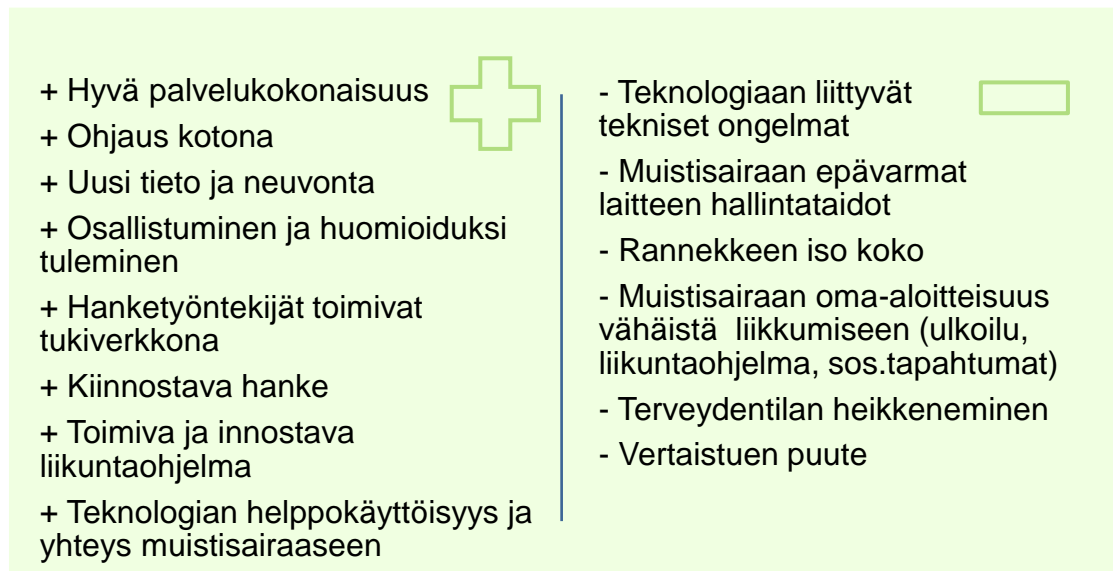 + Hyvä palvelukokonaisuus
+ Ohjaus kotona
+ Uusi tieto ja neuvonta
+ Osallistuminen ja huomioiduksi
tuleminen
+ Hanketyöntekijät toimivat
tukiverkkona
+ Kiinnostava hanke
+ Toimiva ja innostava
liikuntaohjelma
+ Teknologian helppokäyttöisyys ja
yhteys muistisairaaseen
- Teknologiaan liittyvät
tekniset ongelmat
- Muistisairaan epävarmat
laitteen hallintataidot
- Rannekkeen iso koko
- Muistisairaan oma-aloitteisuus
vähäistä  liikkumiseen (ulkoilu,
liikuntaohjelma, sos.tapahtumat)
- Terveydentilan heikkeneminen
- Vertaistuen puute